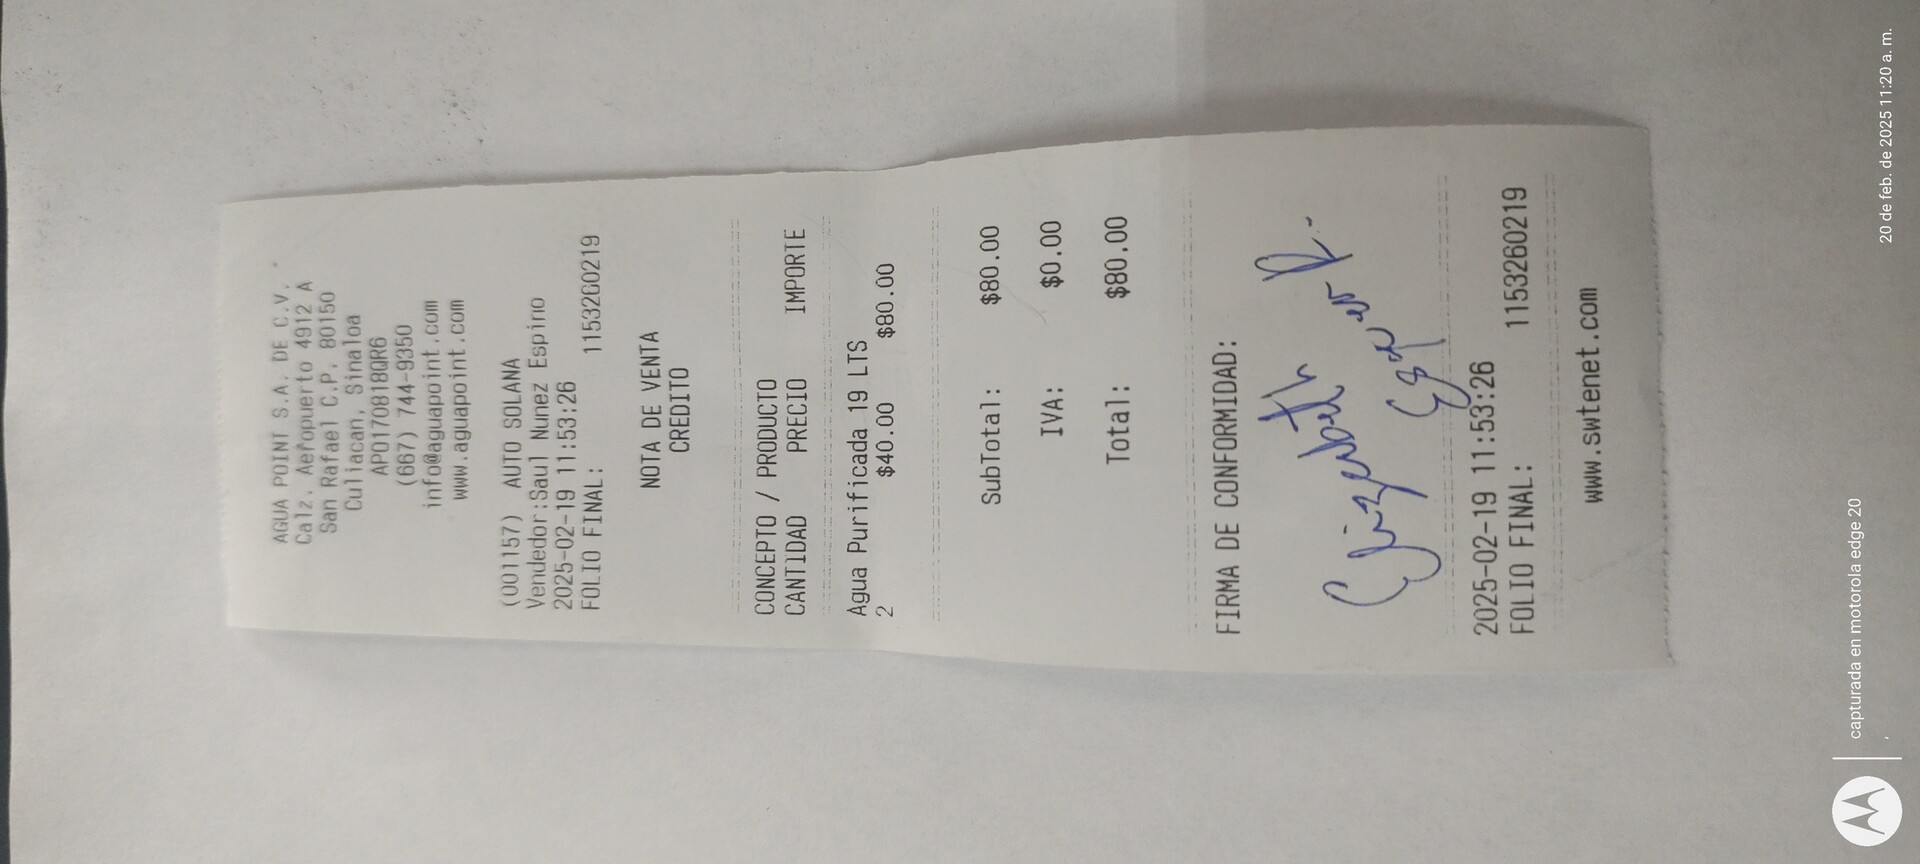 AGUA POINT S.A. DE C.V.
Calz. Aeropuerto 4912 A
San Rafael C.P. 80150
Culiacan, Sinaloa
APO170818QR6
(667) 744-9350
info@aguapoint.com
www.aguapoint.com
(001157) AUTO SOLANA
Vendedor:Saul Nunez Espino
2025-02-19 11:53:26
FOLIO FINAL: 1153260219
NOTA DE VENTA
CREDITO
CONCEPTO / PRODUCTO
CANTIDAD PRECIO IMPORTE
Agua Purificada 19 LTS
2 $40.00 $80.00
SubTotal: $80.00
IVA: $0.00
Total: $80.00
FIRMA DE CONFORMIDAD:
Elizabeth
2025-02-19 11:53:26
FOLIO FINAL: 1153260219
www.swtenet.com
capturada en motorola edge 20
20 de feb. de 2025 11:20 a. m.